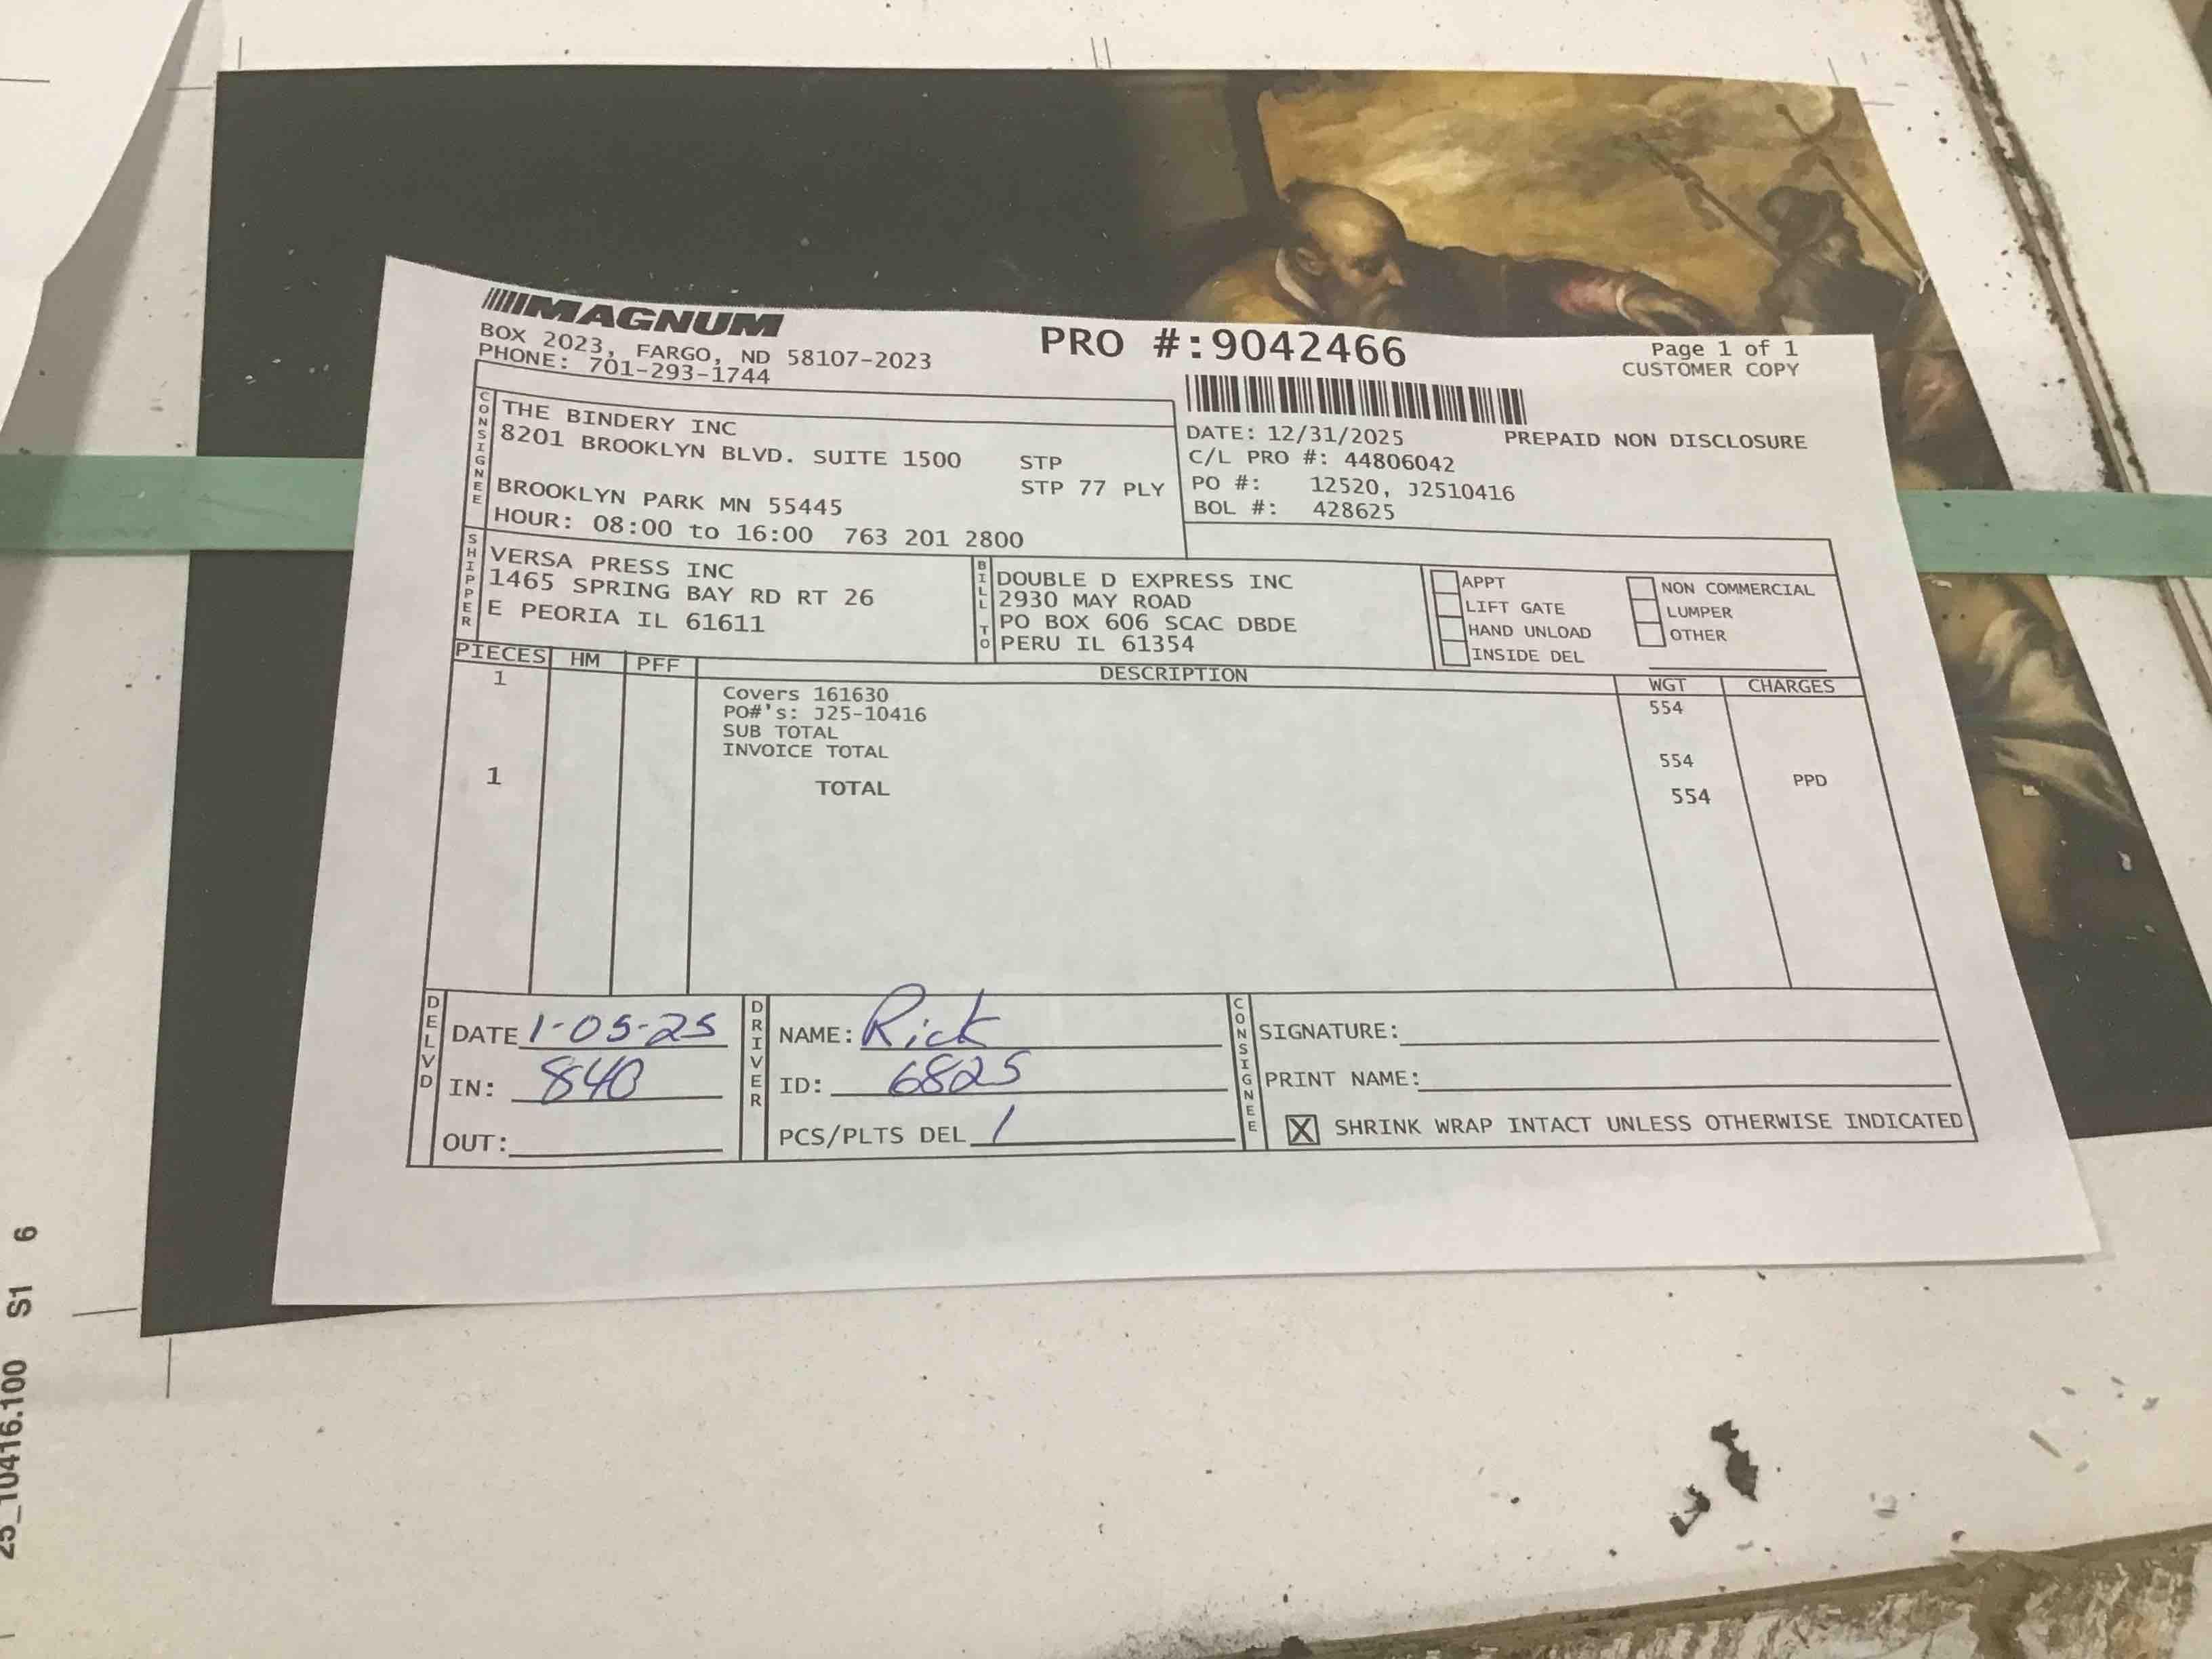 MAGNUM
BOX 2023, FARGO, ND 58107-2023
PHONE: 701-293-1744
PRO #:9042466
Page 1 of 1
CUSTOMER COPY
CONSIGNEE
THE BINDERY INC
8201 BROOKLYN BLVD. SUITE 1500 STP
STP 77 PLY
BROOKLYN PARK MN 55445
HOUR: 08:00 to 16:00 763 201 2800
DATE: 12/31/2025 PREPAID NON DISCLOSURE
C/L PRO #: 44806042
PO #: 12520, J2510416
BOL #: 428625
SHIPPER
VERSA PRESS INC
1465 SPRING BAY RD RT 26
E PEORIA IL 61611
BILL TO
DOUBLE D EXPRESS INC
2930 MAY ROAD
PO BOX 606 SCAC DBDE
PERU IL 61354
APPT
LIFT GATE
HAND UNLOAD
INSIDE DEL
NON COMMERCIAL
LUMPER
OTHER
PIECES HM PFF DESCRIPTION WGT CHARGES
1 Covers 161630 554
PO#'s: J25-10416
SUB TOTAL
INVOICE TOTAL 554
1 TOTAL 554 PPD
DELVD
DATE 1-05-25
IN: 840
OUT:
DRIVER
NAME: Rick
ID: 6825
PCS/PLTS DEL 1
CONSIGNEE
SIGNATURE:
PRINT NAME:
X SHRINK WRAP INTACT UNLESS OTHERWISE INDICATED
25_10416.100 S1 6